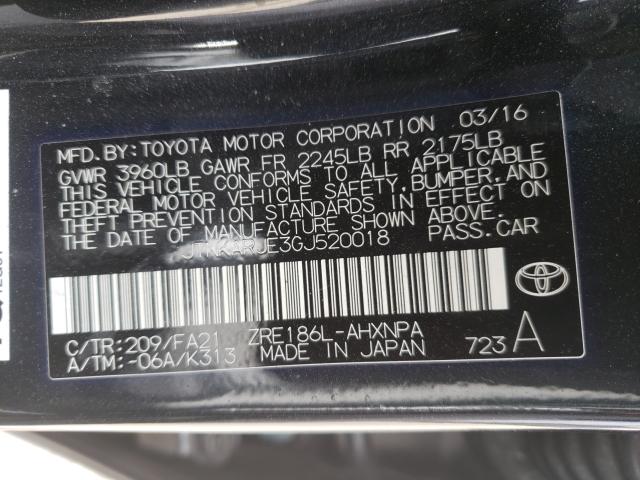 MFD. BY: TOYOTA MOTOR CORPORATION 03/16
GVWR 3960LB GAWR FR 2245LB RR 2175LB
THIS VEHICLE CONFORMS TO ALL APPLICABLE
FEDERAL MOTOR VEHICLE SAFETY, BUMPER, AND
THEFT PREVENTION STANDARDS IN EFFECT ON
THE DATE OF MANUFACTURE SHOWN ABOVE.
JTNKARJE3GJ520018 PASS. CAR
C/TR: 209/FA21 ZRE186L-AHXNPA
A/TM: -06A/K313 MADE IN JAPAN 723 A